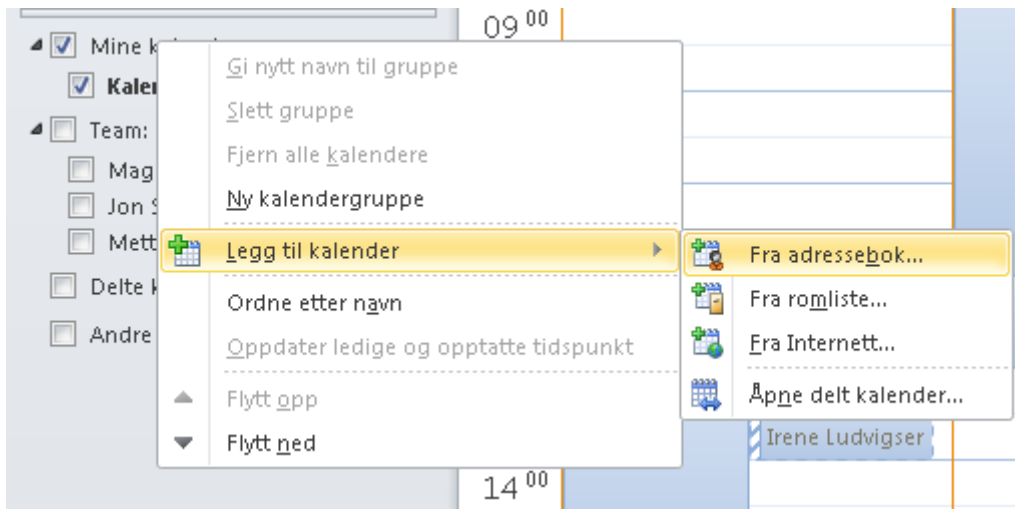 09 00
Mine k
Kaler
Team:
Mag
Jon S
Mett
Delte k
Andre
Gi nytt navn til gruppe
Slett gruppe
Fjern alle kalendere
Ny kalendergruppe
Legg til kalender
Ordne etter navn
Oppdater ledige og opptatte tidspunkt
Flytt opp
Flytt ned
Fra adressebok...
Fra romliste...
Fra Internett...
Åpne delt kalender...
Irene Ludvigser
14 00